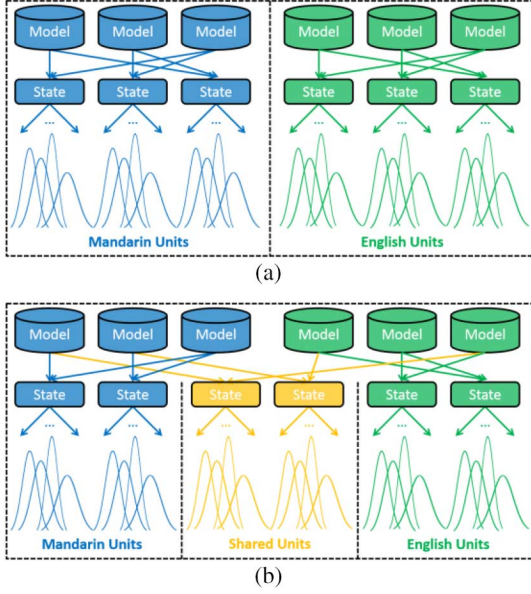 Model Model Model Model Model Model
State State State State State State
... ... ... ... ... ...
Mandarin Units English Units
(a)
Model Model Model Model Model Model
State State State State State State
... ... ... ... ... ...
Mandarin Units Shared Units English Units
(b)